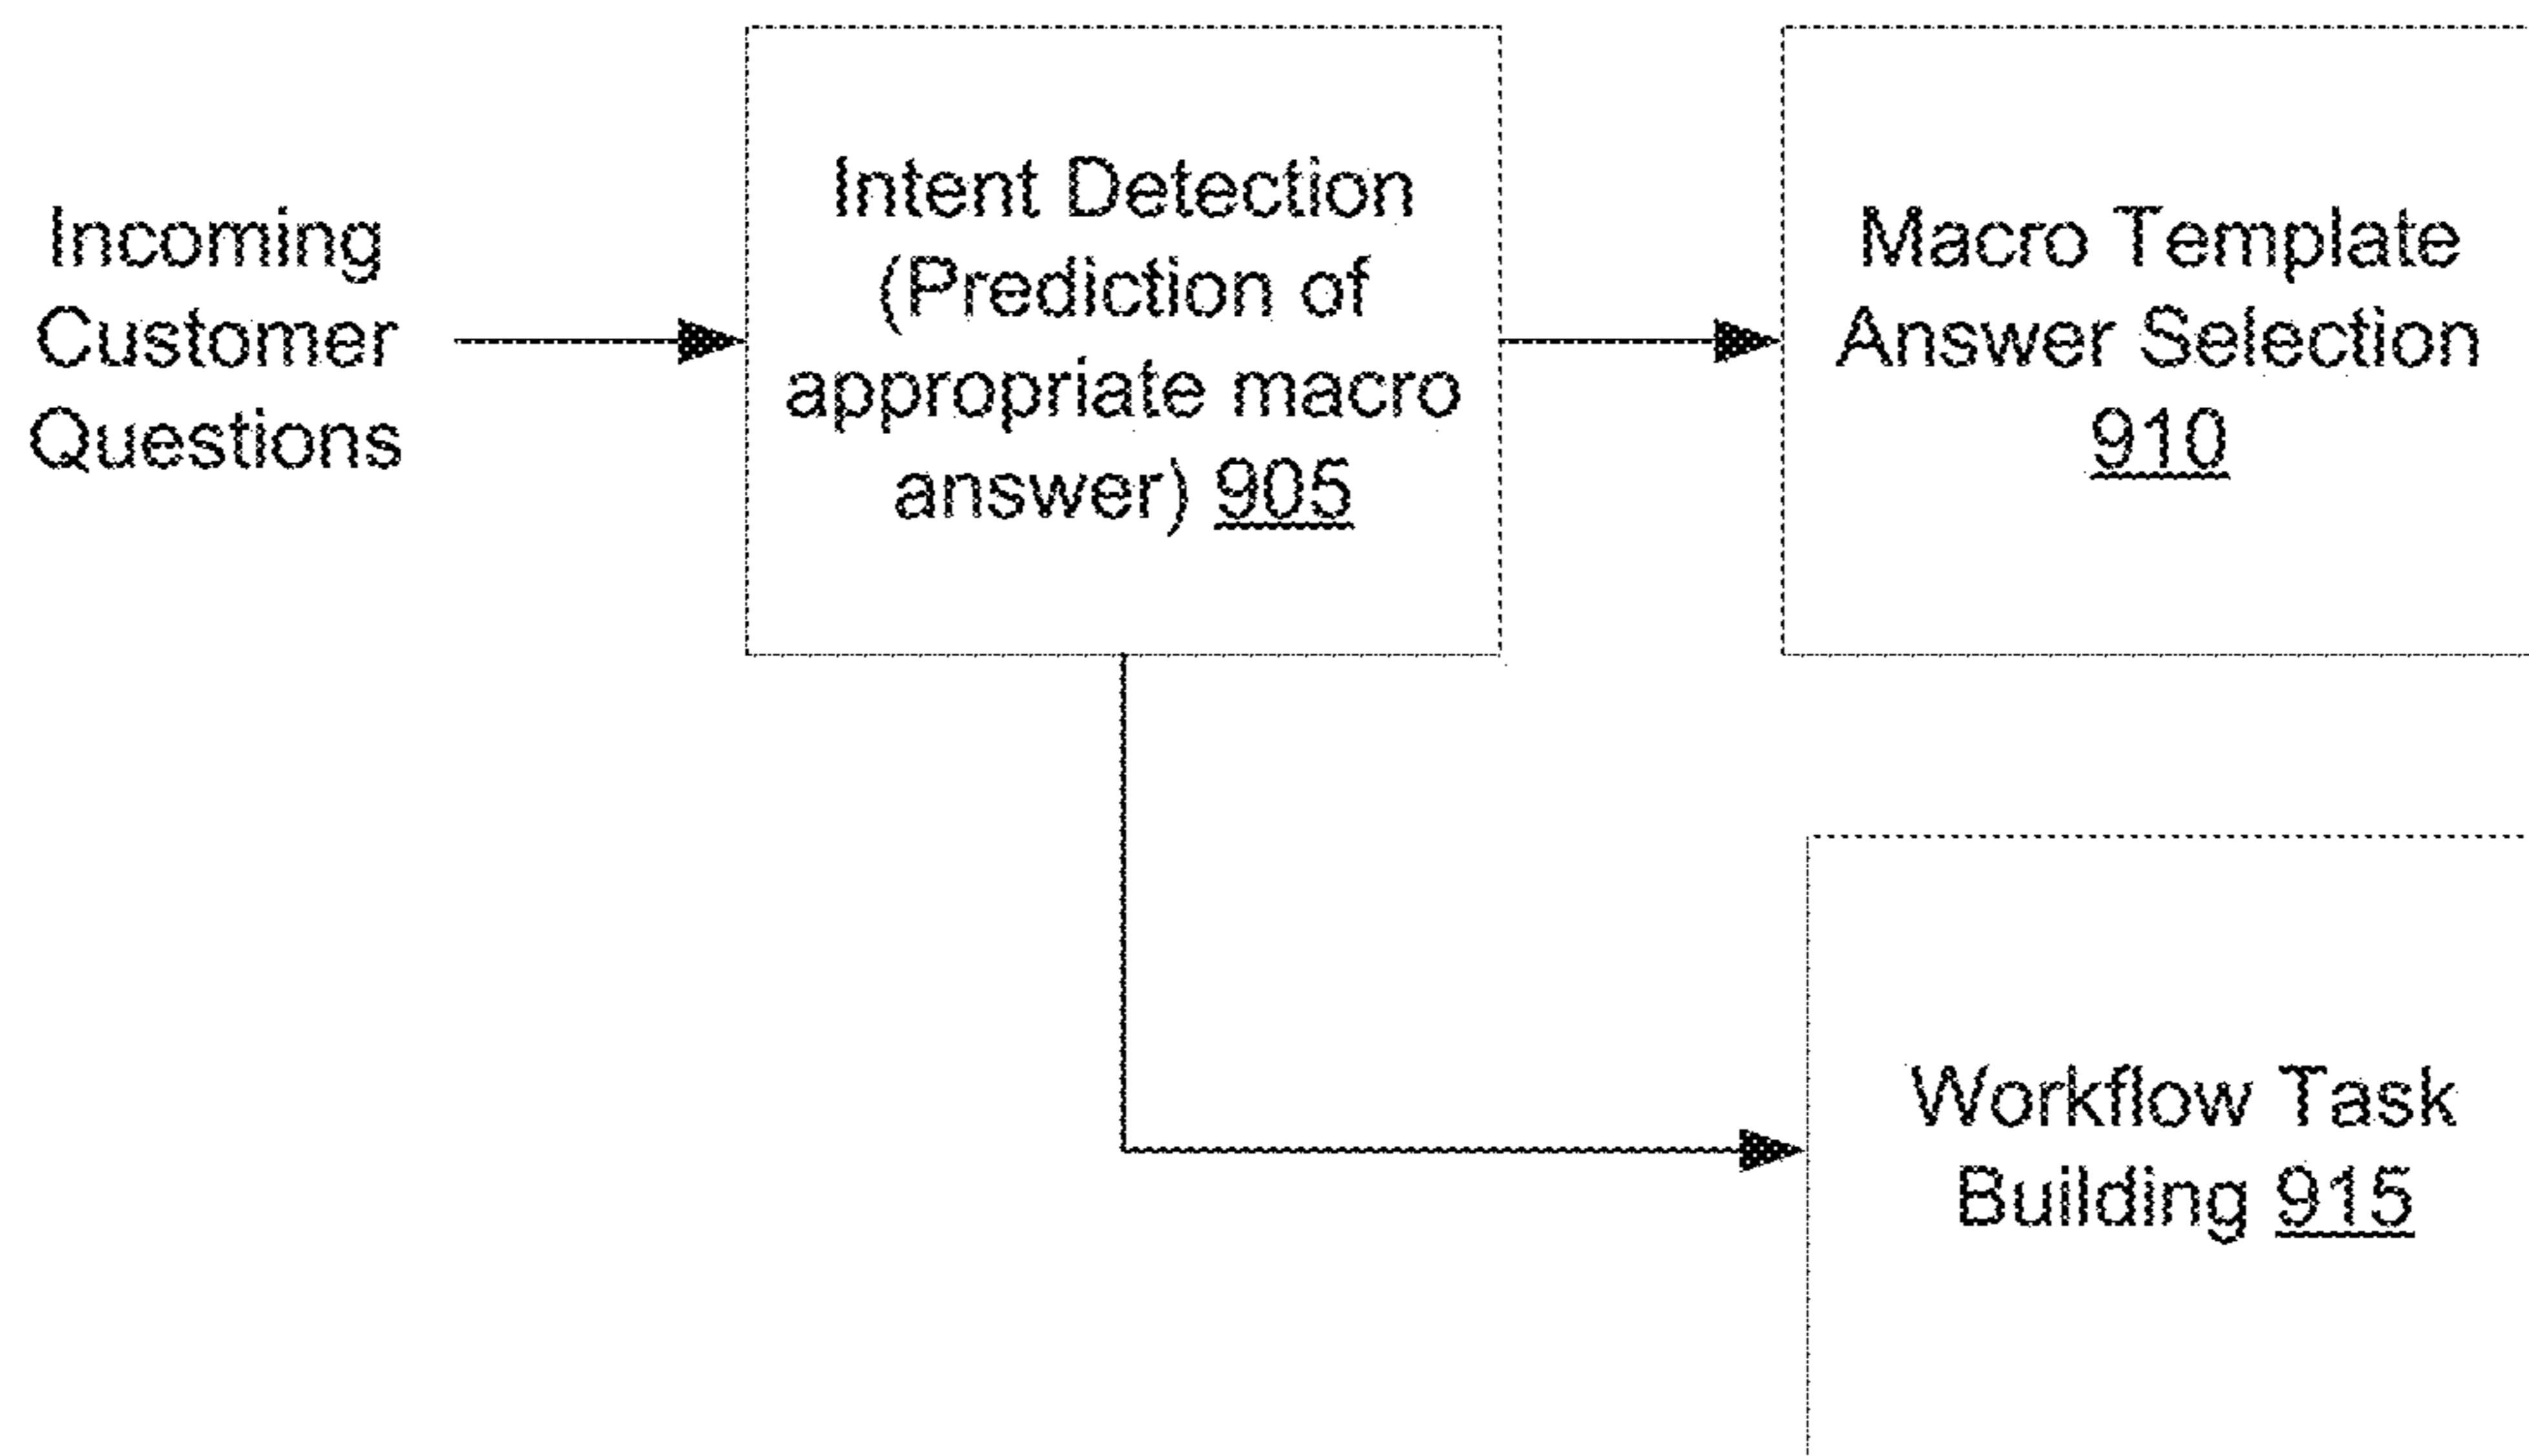 Incoming
Customer
Questions
Intent Detection
(Prediction of
appropriate macro
answer) 905
Macro Template
Answer Selection
910
Workflow Task
Building 915